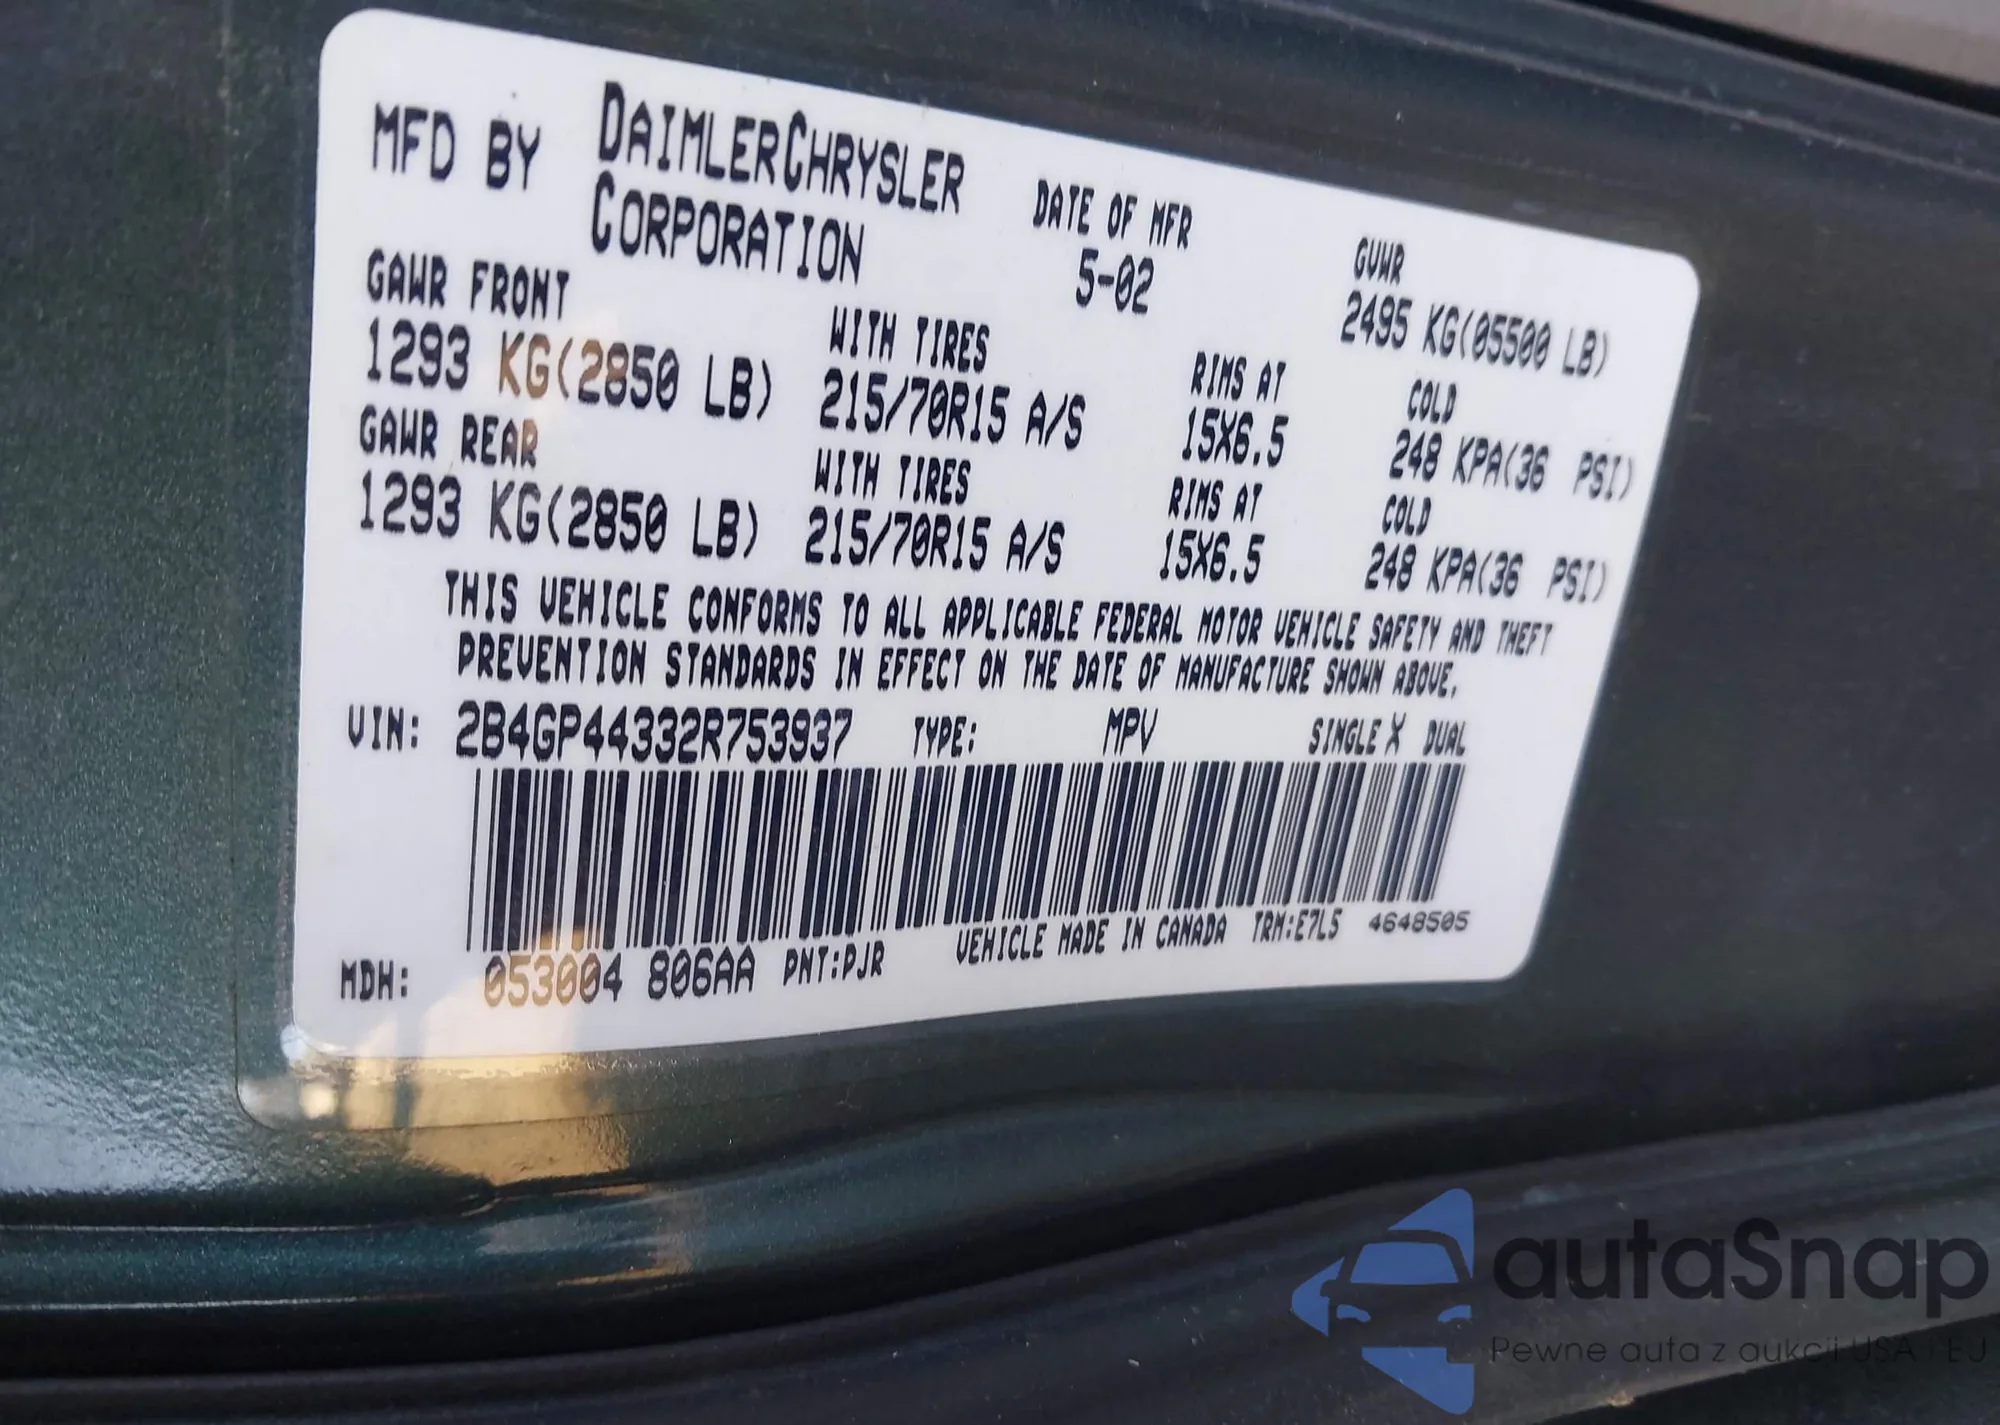 MFD BY DAIMLERCHRYSLER CORPORATION
DATE OF MFR 5-02
GVWR 2495 KG(05500 LB)
GAWR FRONT WITH TIRES RIMS AT COLD
1293 KG(2850 LB) 215/70R15 A/S 15X6.5 248 KPA(36 PSI)
GAWR REAR WITH TIRES RIMS AT COLD
1293 KG(2850 LB) 215/70R15 A/S 15X6.5 248 KPA(36 PSI)
THIS VEHICLE CONFORMS TO ALL APPLICABLE FEDERAL MOTOR VEHICLE SAFETY AND THEFT
PREVENTION STANDARDS IN EFFECT ON THE DATE OF MANUFACTURE SHOWN ABOVE.
VIN: 2B4GP44332R753937 TYPE: MPV SINGLE X DUAL
MDH: 053004 806AA PNT:PJR VEHICLE MADE IN CANADA TRM:E7L5 4648505
autaSnap
Pewne auta z aukcji USA i EU